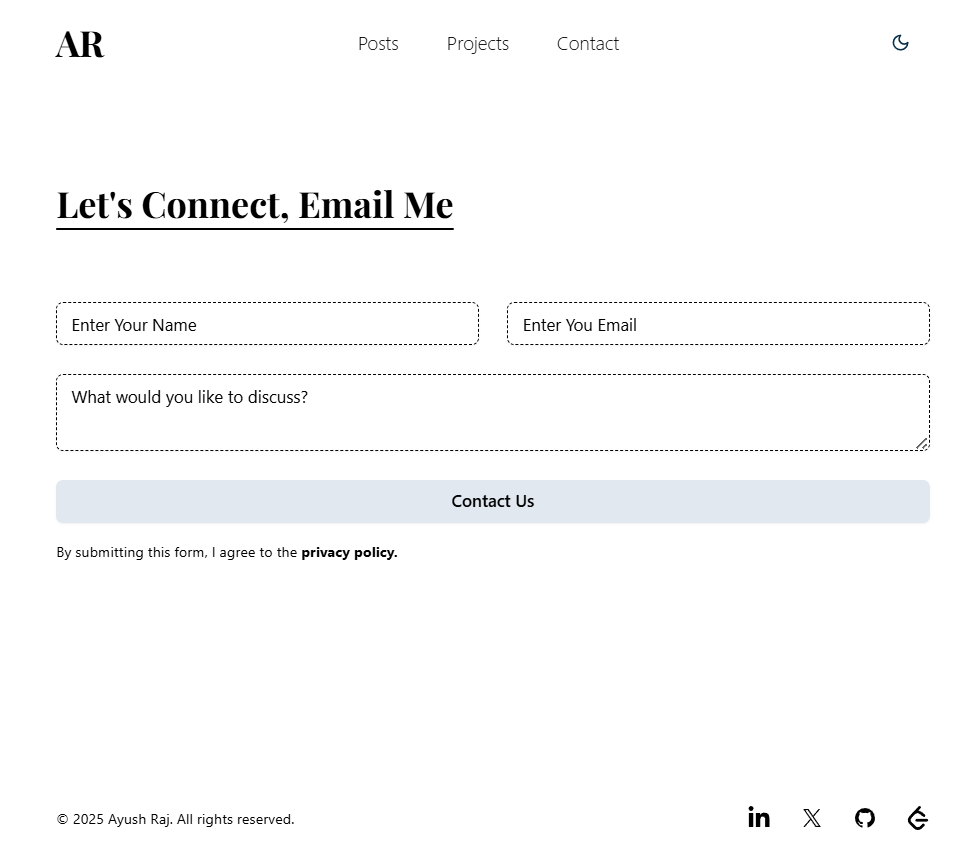 AR
Posts Projects Contact
Let's Connect, Email Me
Enter Your Name
Enter You Email
What would you like to discuss?
Contact Us
By submitting this form, I agree to the privacy policy.
© 2025 Ayush Raj. All rights reserved.
in X